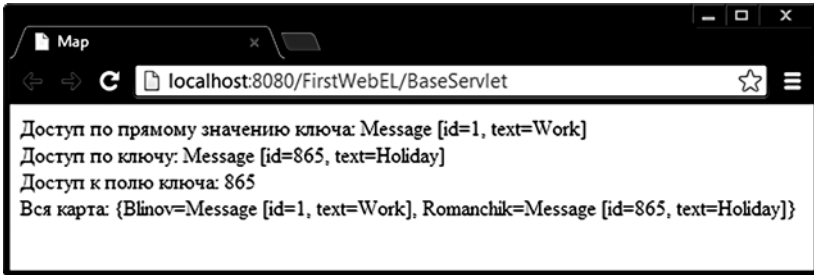 Map
localhost:8080/FirstWebEL/BaseServlet
Доступ по прямому значению ключа: Message [id=1, text=Work]
Доступ по ключу: Message [id=865, text=Holiday]
Доступ к полю ключа: 865
Вся карта: {Blinov=Message [id=1, text=Work], Romanchik=Message [id=865, text=Holiday]}